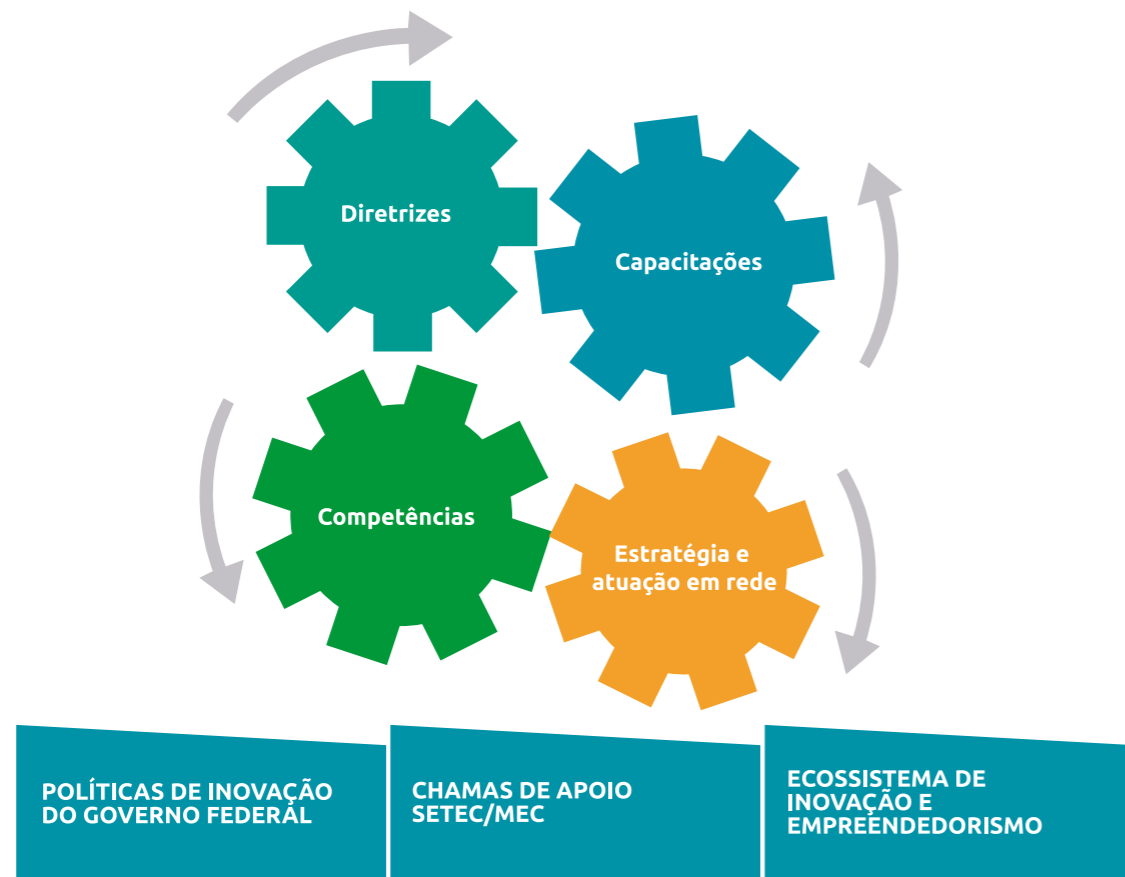 Diretrizes
Capacitações
Competências
Estratégia e
atuação em rede
POLÍTICAS DE INOVAÇÃO
DO GOVERNO FEDERAL
CHAMAS DE APOIO
SETEC/MEC
ECOSSISTEMA DE
INOVAÇÃO E
EMPREENDEDORISMO